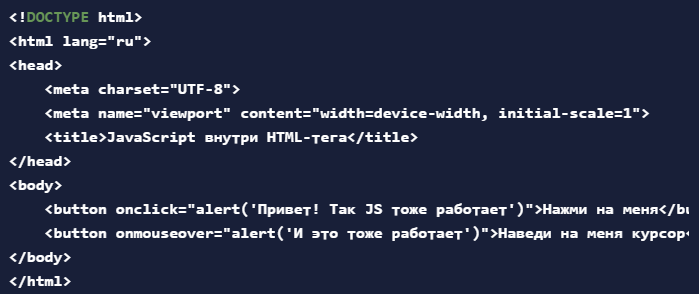 <!DOCTYPE html>
<html lang="ru">
<head>
    <meta charset="UTF-8">
    <meta name="viewport" content="width=device-width, initial-scale=1">
    <title>JavaScript внутри HTML-тега</title>
</head>
<body>
    <button onclick="alert('Привет! Так JS тоже работает')">Нажми на меня</bu
    <button onmouseover="alert('И это тоже работает')">Наведи на меня курсор<
</body>
</html>